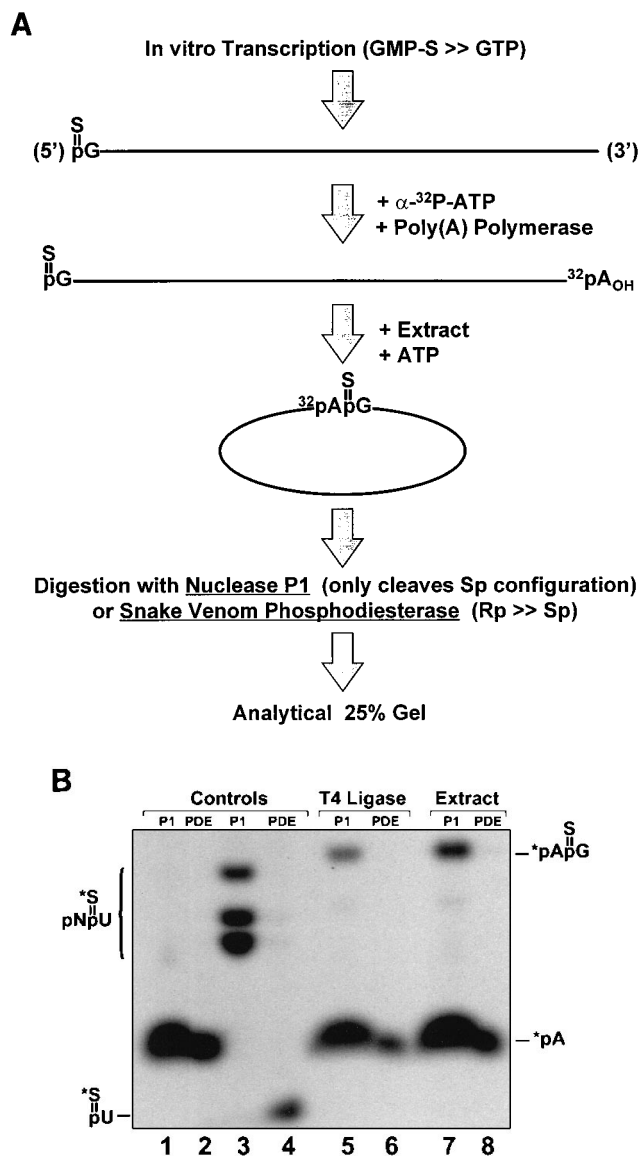 A
In vitro Transcription (GMP-S >> GTP)
S
(5') pG (3')
+ α-³²P-ATP
+ Poly(A) Polymerase
S
pG ³²pA_OH
+ Extract
+ ATP
S
³²pApG
Digestion with Nuclease P1 (only cleaves Sp configuration)
or Snake Venom Phosphodiesterase (Rp >> Sp)
Analytical 25% Gel
B
Controls T4 Ligase Extract
P1 PDE P1 PDE P1 PDE P1 PDE
S
*pApG
*S
pNpU
*pA
*S
pU
1 2 3 4 5 6 7 8